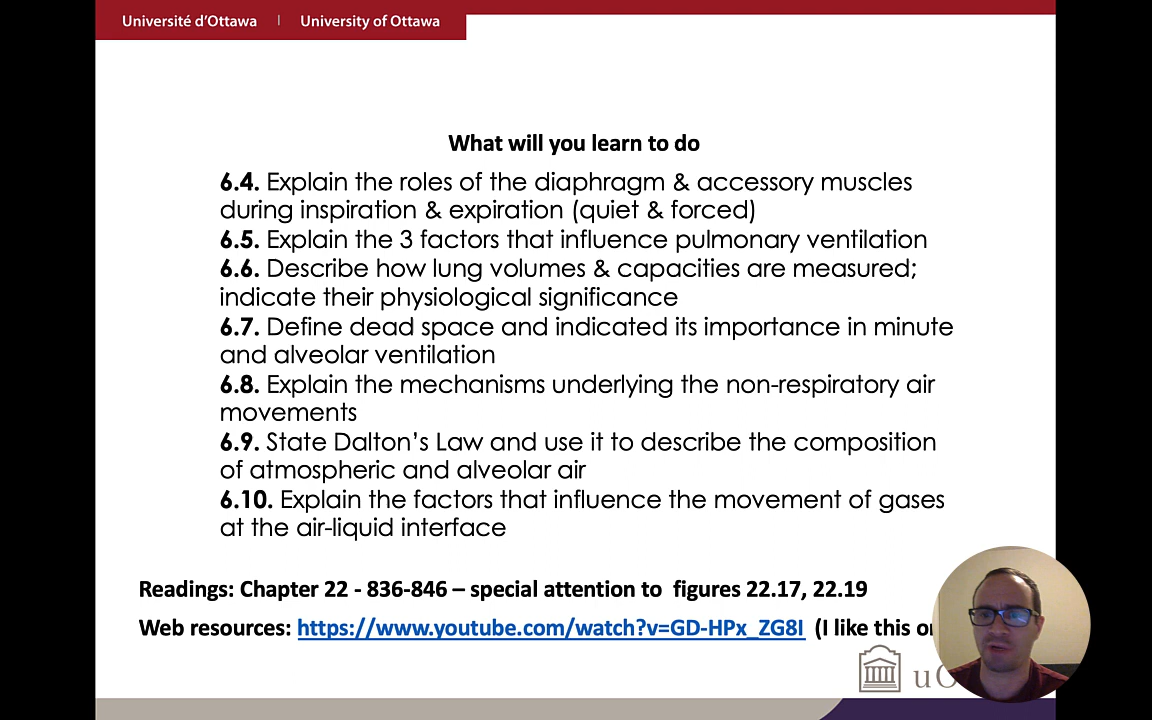 Université d'Ottawa | University of Ottawa
What will you learn to do
6.4. Explain the roles of the diaphragm & accessory muscles
during inspiration & expiration (quiet & forced)
6.5. Explain the 3 factors that influence pulmonary ventilation
6.6. Describe how lung volumes & capacities are measured;
indicate their physiological significance
6.7. Define dead space and indicated its importance in minute
and alveolar ventilation
6.8. Explain the mechanisms underlying the non-respiratory air
movements
6.9. State Dalton's Law and use it to describe the composition
of atmospheric and alveolar air
6.10. Explain the factors that influence the movement of gases
at the air-liquid interface
Readings: Chapter 22 - 836-846 – special attention to figures 22.17, 22.19
Web resources: https://www.youtube.com/watch?v=GD-HPx_ZG8I (I like this